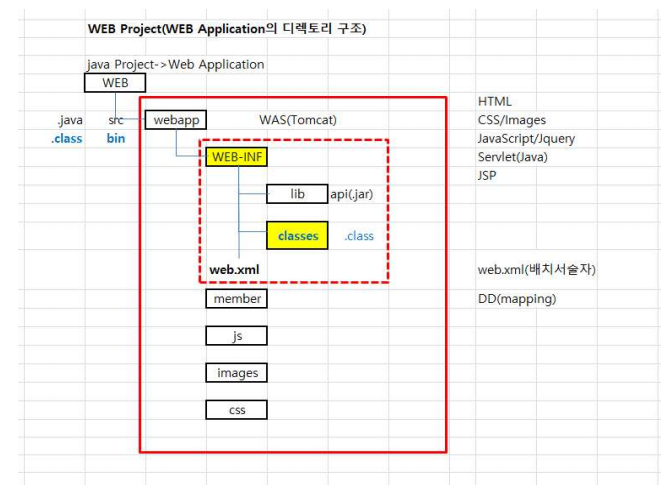 WEB Project(WEB Application의 디렉토리 구조)
java Project->Web Application
WEB
HTML
.java src webapp WAS(Tomcat) CSS/Images
.class bin JavaScript/Jquery
WEB-INF Servlet(Java)
JSP
lib api(.jar)
classes .class
web.xml web.xml(배치서술자)
member DD(mapping)
js
images
css